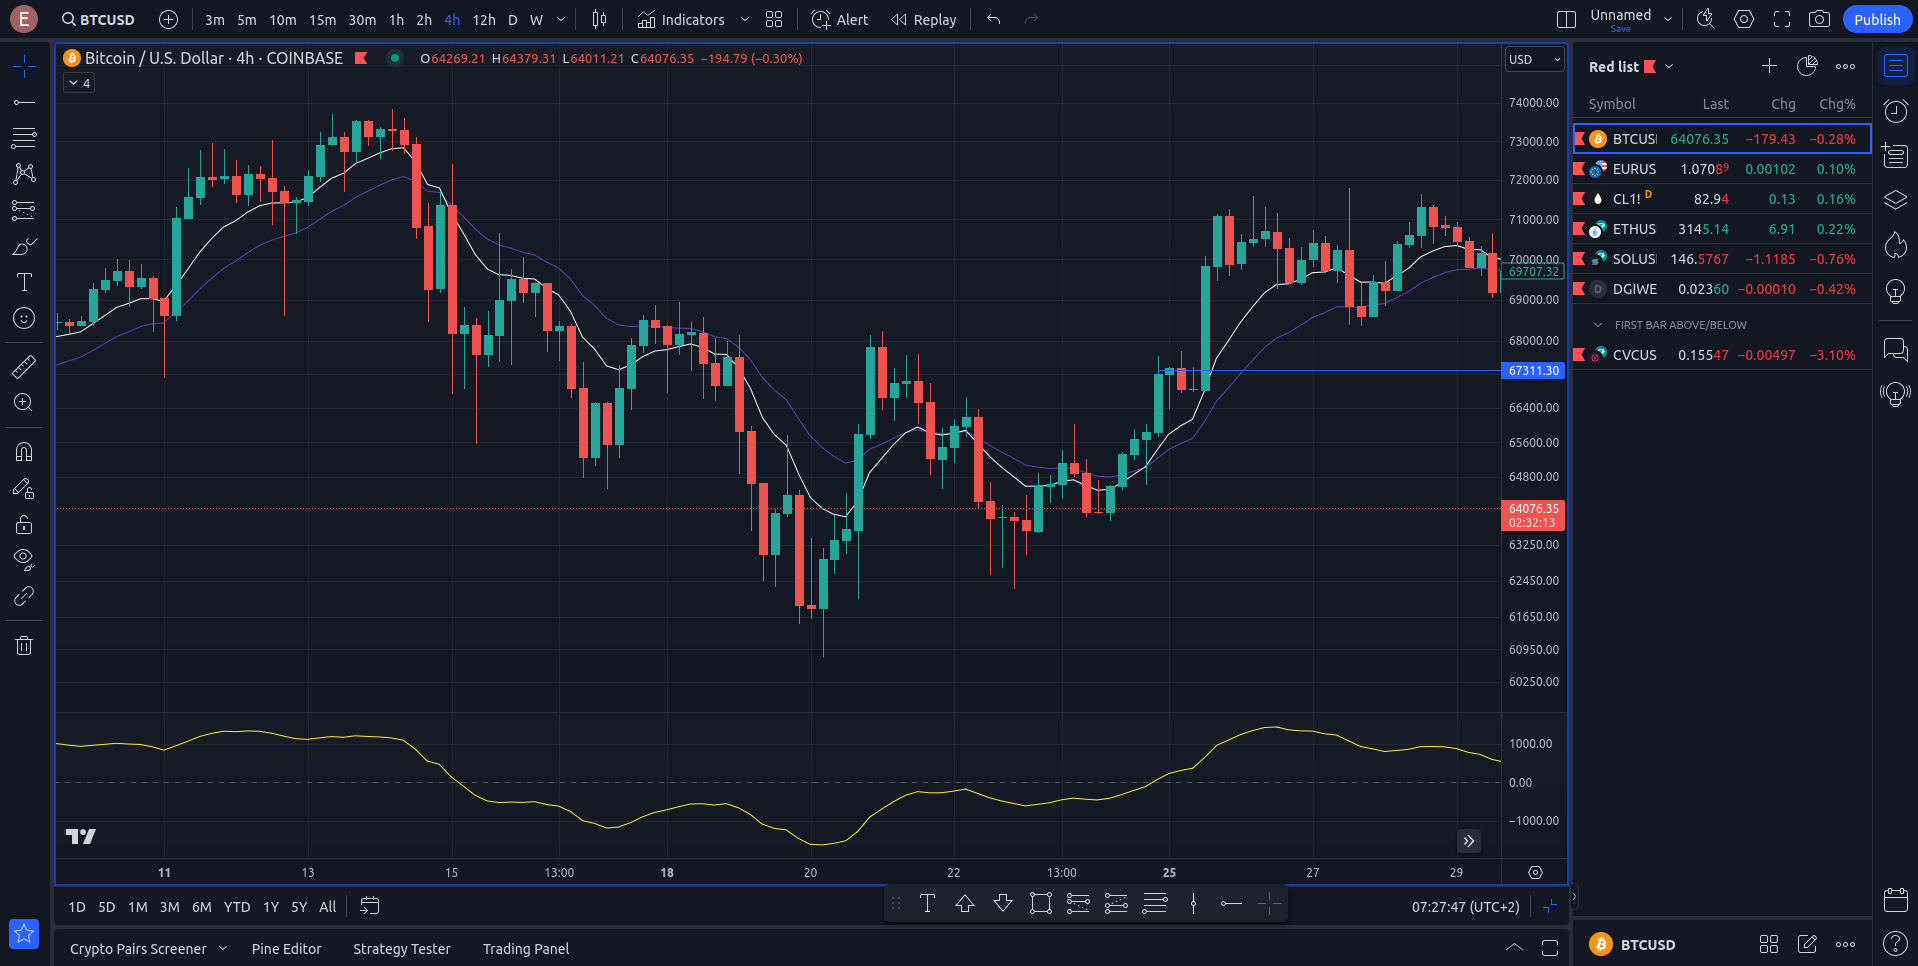 E BTCUSD 3m 5m 10m 15m 30m 1h 2h 4h 12h D W Indicators Alert Replay Unnamed Save Publish
Bitcoin / U.S. Dollar · 4h · COINBASE O64269.21 H64379.31 L64011.21 C64076.35 −194.79 (−0.30%)
4
USD
74000.00
73000.00
72000.00
71000.00
70000.00
69707.32
69000.00
68000.00
67311.30
66400.00
65600.00
64800.00
64076.35
02:32:13
63250.00
62450.00
61650.00
60950.00
60250.00
1000.00
0.00
−1000.00
11 13 15 13:00 18 20 22 13:00 25 27 29
1D 5D 1M 3M 6M YTD 1Y 5Y All
T
07:27:47 (UTC+2)
Crypto Pairs Screener Pine Editor Strategy Tester Trading Panel
Red list
Symbol Last Chg Chg%
BTCUS 64076.35 −179.43 −0.28%
EURUS 1.07089 0.00102 0.10%
CL1! D 82.94 0.13 0.16%
ETHUS 3145.14 6.91 0.22%
SOLUS 146.5767 −1.1185 −0.76%
D DGIWE 0.02360 −0.00010 −0.42%
FIRST BAR ABOVE/BELOW
CVCUS 0.15547 −0.00497 −3.10%
BTCUSD